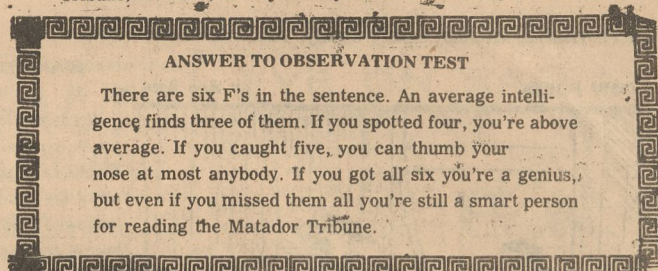 ANSWER TO OBSERVATION TEST
There are six F's in the sentence. An average intelli-
gence finds three of them. If you spotted four, you're above
average. If you caught five, you can thumb your
nose at most anybody. If you got all six you're a genius,
but even if you missed them all you're still a smart person
for reading the Matador Tribune.